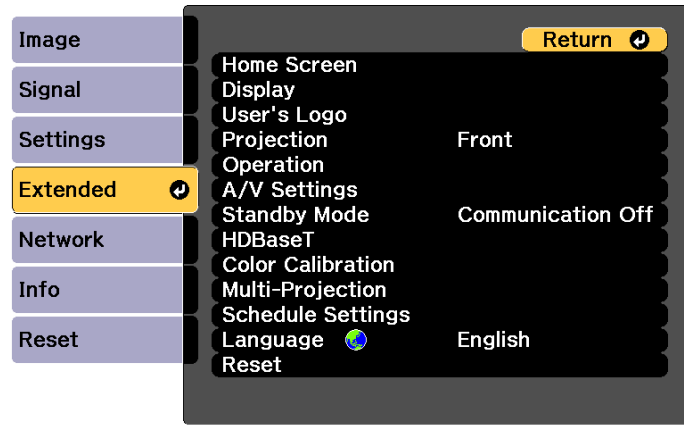 Image
Signal
Settings
Extended
Network
Info
Reset
Return
Home Screen
Display
User's Logo
Projection Front
Operation
A/V Settings
Standby Mode Communication Off
HDBaseT
Color Calibration
Multi-Projection
Schedule Settings
Language English
Reset